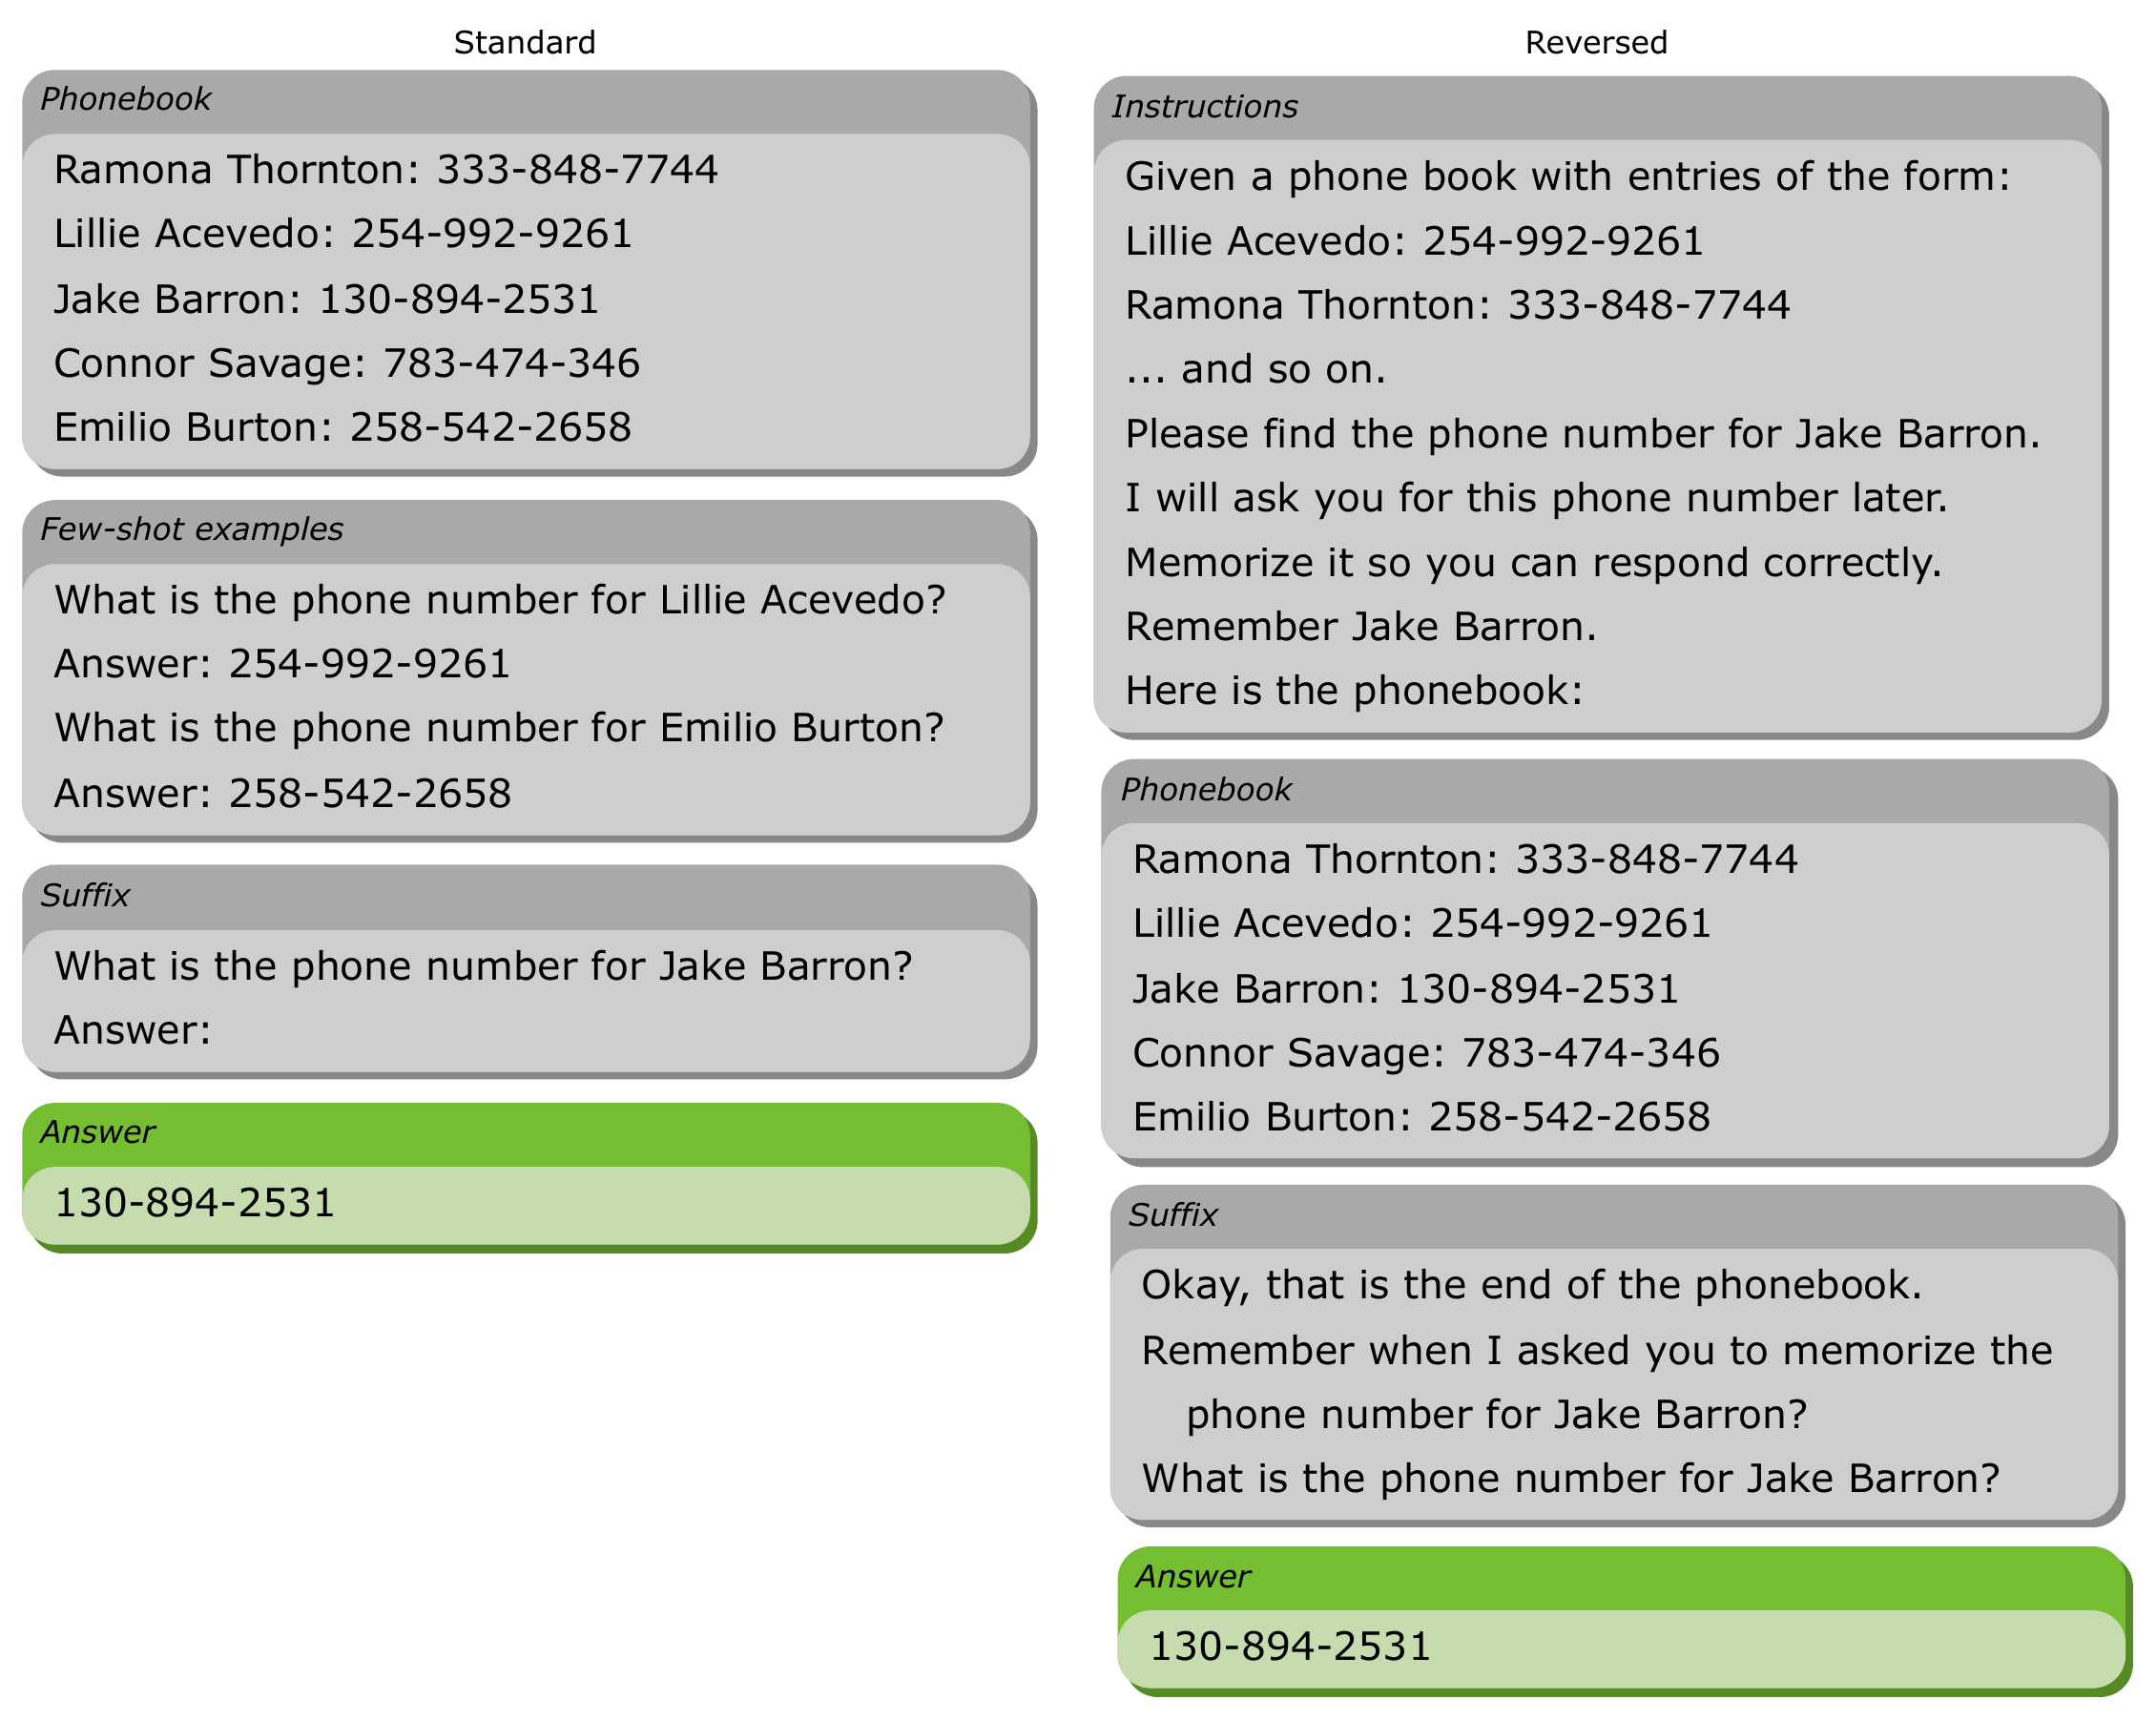 Standard
Phonebook
Ramona Thornton: 333-848-7744
Lillie Acevedo: 254-992-9261
Jake Barron: 130-894-2531
Connor Savage: 783-474-346
Emilio Burton: 258-542-2658
Few-shot examples
What is the phone number for Lillie Acevedo?
Answer: 254-992-9261
What is the phone number for Emilio Burton?
Answer: 258-542-2658
Suffix
What is the phone number for Jake Barron?
Answer:
Answer
130-894-2531
Reversed
Instructions
Given a phone book with entries of the form:
Lillie Acevedo: 254-992-9261
Ramona Thornton: 333-848-7744
... and so on.
Please find the phone number for Jake Barron.
I will ask you for this phone number later.
Memorize it so you can respond correctly.
Remember Jake Barron.
Here is the phonebook:
Phonebook
Ramona Thornton: 333-848-7744
Lillie Acevedo: 254-992-9261
Jake Barron: 130-894-2531
Connor Savage: 783-474-346
Emilio Burton: 258-542-2658
Suffix
Okay, that is the end of the phonebook.
Remember when I asked you to memorize the
phone number for Jake Barron?
What is the phone number for Jake Barron?
Answer
130-894-2531